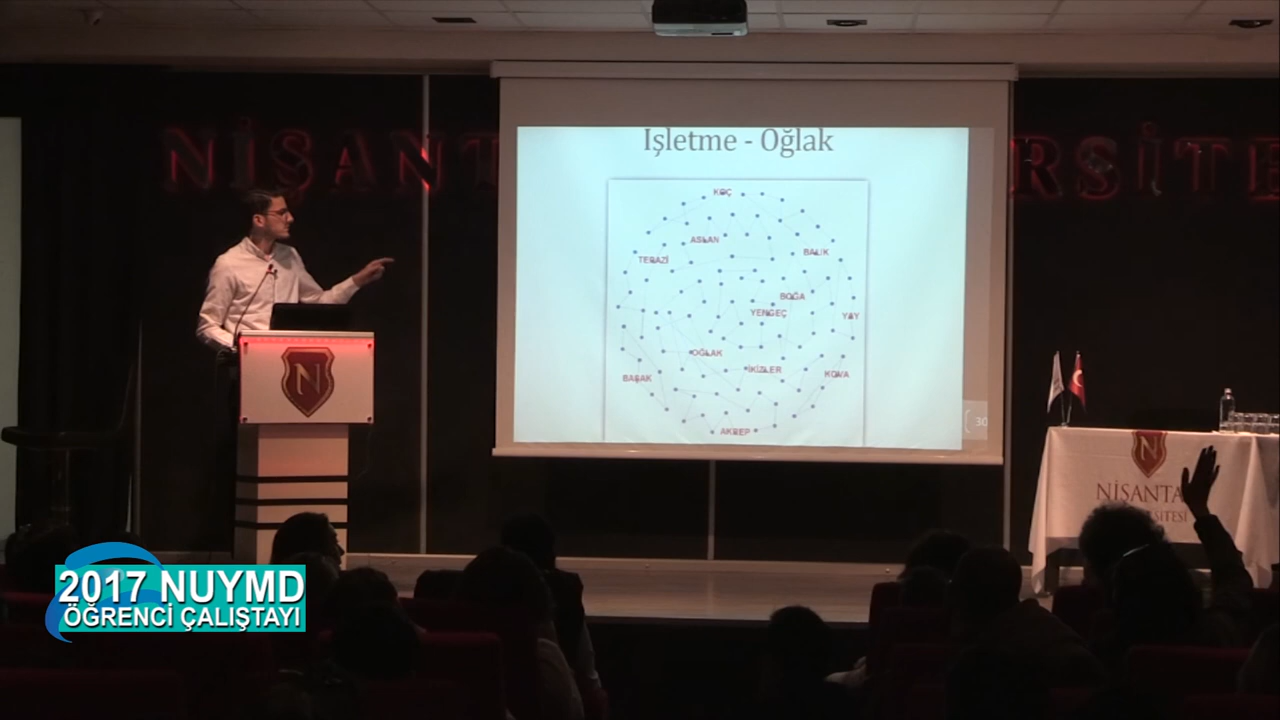 NİŞANT
RSİTE
İşletme - Oğlak
KOÇ
ASLAN
BALIK
TERAZİ
BOĞA
YENGEÇ
YAY
OĞLAK
İKİZLER
KOVA
BAŞAK
AKREP
30
N
N
NİŞANTA
SİTESİ
2017 NUYMD
ÖĞRENCİ ÇALIŞTAYI